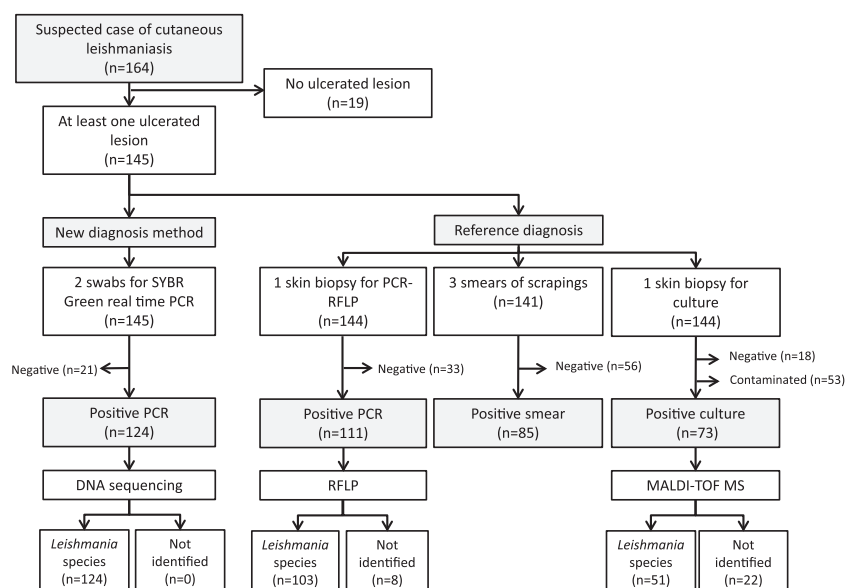 Suspected case of cutaneous
leishmaniasis
(n=164)
No ulcerated lesion
(n=19)
At least one ulcerated
lesion
(n=145)
New diagnosis method
Reference diagnosis
2 swabs for SYBR
Green real time PCR
(n=145)
1 skin biopsy for PCR-
RFLP
(n=144)
3 smears of scrapings
(n=141)
1 skin biopsy for
culture
(n=144)
Negative (n=21)
Negative (n=33)
Negative (n=56)
Negative (n=18)
Contaminated (n=53)
Positive PCR
(n=124)
Positive PCR
(n=111)
Positive smear
(n=85)
Positive culture
(n=73)
DNA sequencing
RFLP
MALDI-TOF MS
Leishmania
species
(n=124)
Not
identified
(n=0)
Leishmania
species
(n=103)
Not
identified
(n=8)
Leishmania
species
(n=51)
Not
identified
(n=22)